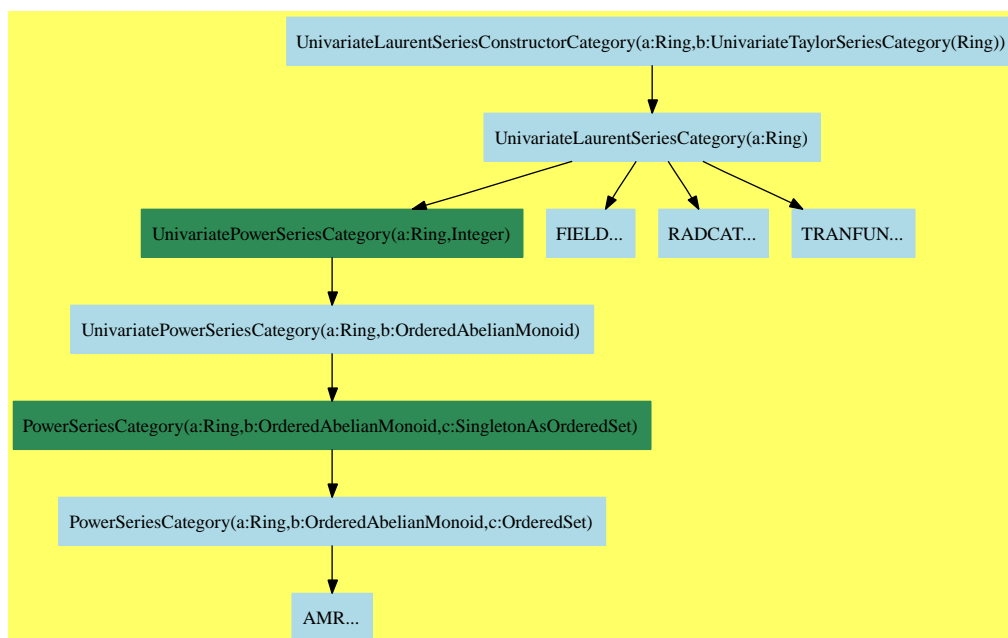 UnivariateLaurentSeriesConstructorCategory(a:Ring,b:UnivariateTaylorSeriesCategory(Ring))
UnivariateLaurentSeriesCategory(a:Ring)
UnivariatePowerSeriesCategory(a:Ring,Integer)
FIELD...
RADCAT...
TRANFUN...
UnivariatePowerSeriesCategory(a:Ring,b:OrderedAbelianMonoid)
PowerSeriesCategory(a:Ring,b:OrderedAbelianMonoid,c:SingletonAsOrderedSet)
PowerSeriesCategory(a:Ring,b:OrderedAbelianMonoid,c:OrderedSet)
AMR...